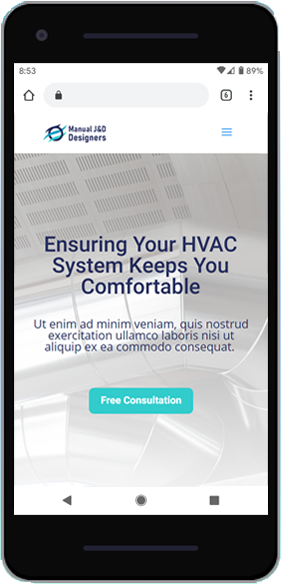 8:53
89%
6
Manual J&D
Designers
Ensuring Your HVAC
System Keeps You
Comfortable
Ut enim ad minim veniam, quis nostrud
exercitation ullamco laboris nisi ut
aliquip ex ea commodo consequat.
Free Consultation